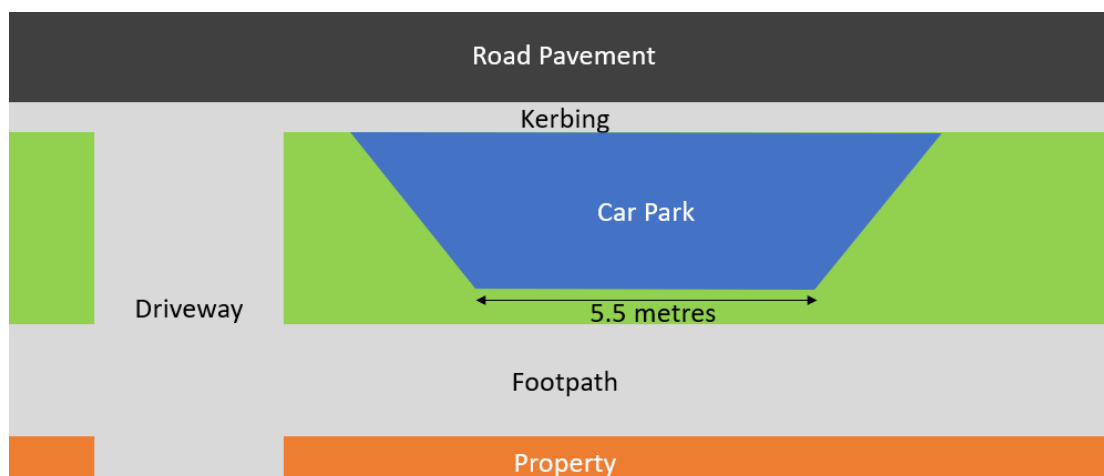 Road Pavement
Kerbing
Car Park
Driveway
5.5 metres
Footpath
Property